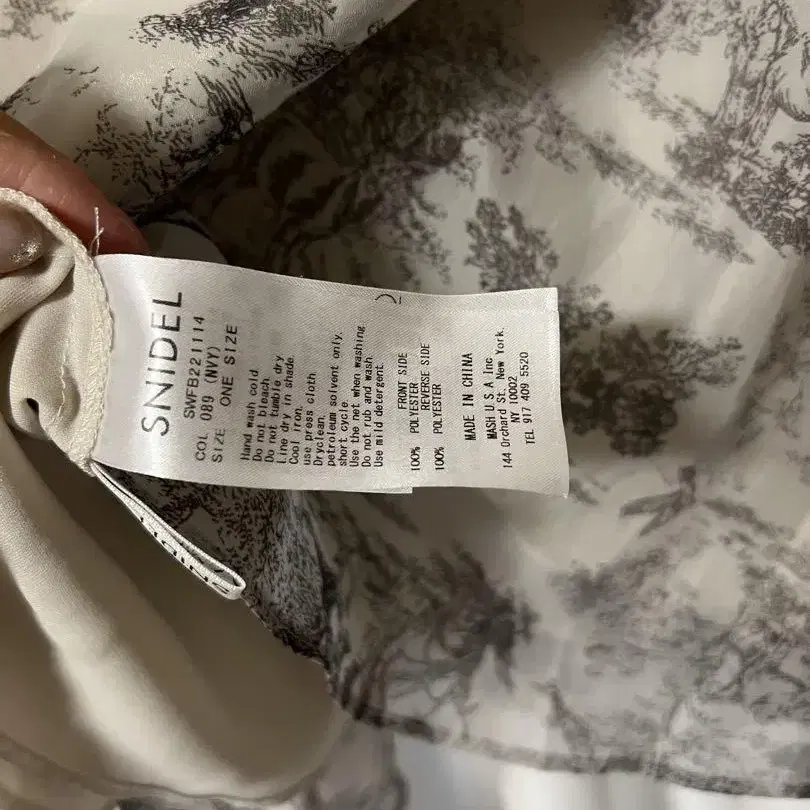 SNIDEL
SWFB221114
COL 089 (NVY)
SIZE ONE SIZE
Hand wash cold
Do not bleach.
Do not tumble dry
Line dry in shade.
Cool iron.
use press cloth
Dryclean.
petroleum solvent only.
short cycle.
Use the net when washing
Do not rub and wash
Use mild detergent.
FRONT SIDE
100% POLYESTER
REVERSE SIDE
100% POLYESTER
MADE IN CHINA
MASH U.S.A Inc
144 Orchard St. New York.
NY 10002
TEL 917 409 5520